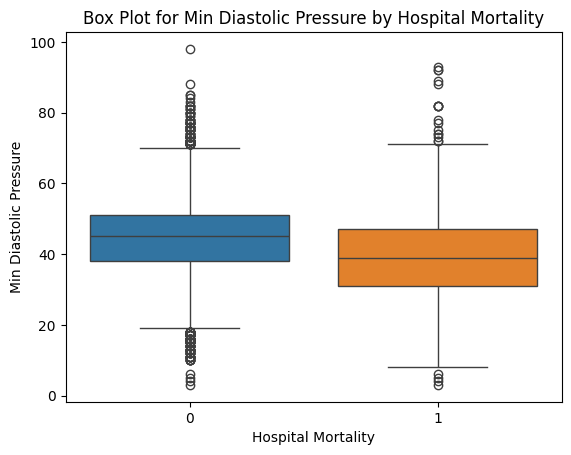 Box Plot for Min Diastolic Pressure by Hospital Mortality
100
80
60
40
20
0
Min Diastolic Pressure
0 1
Hospital Mortality